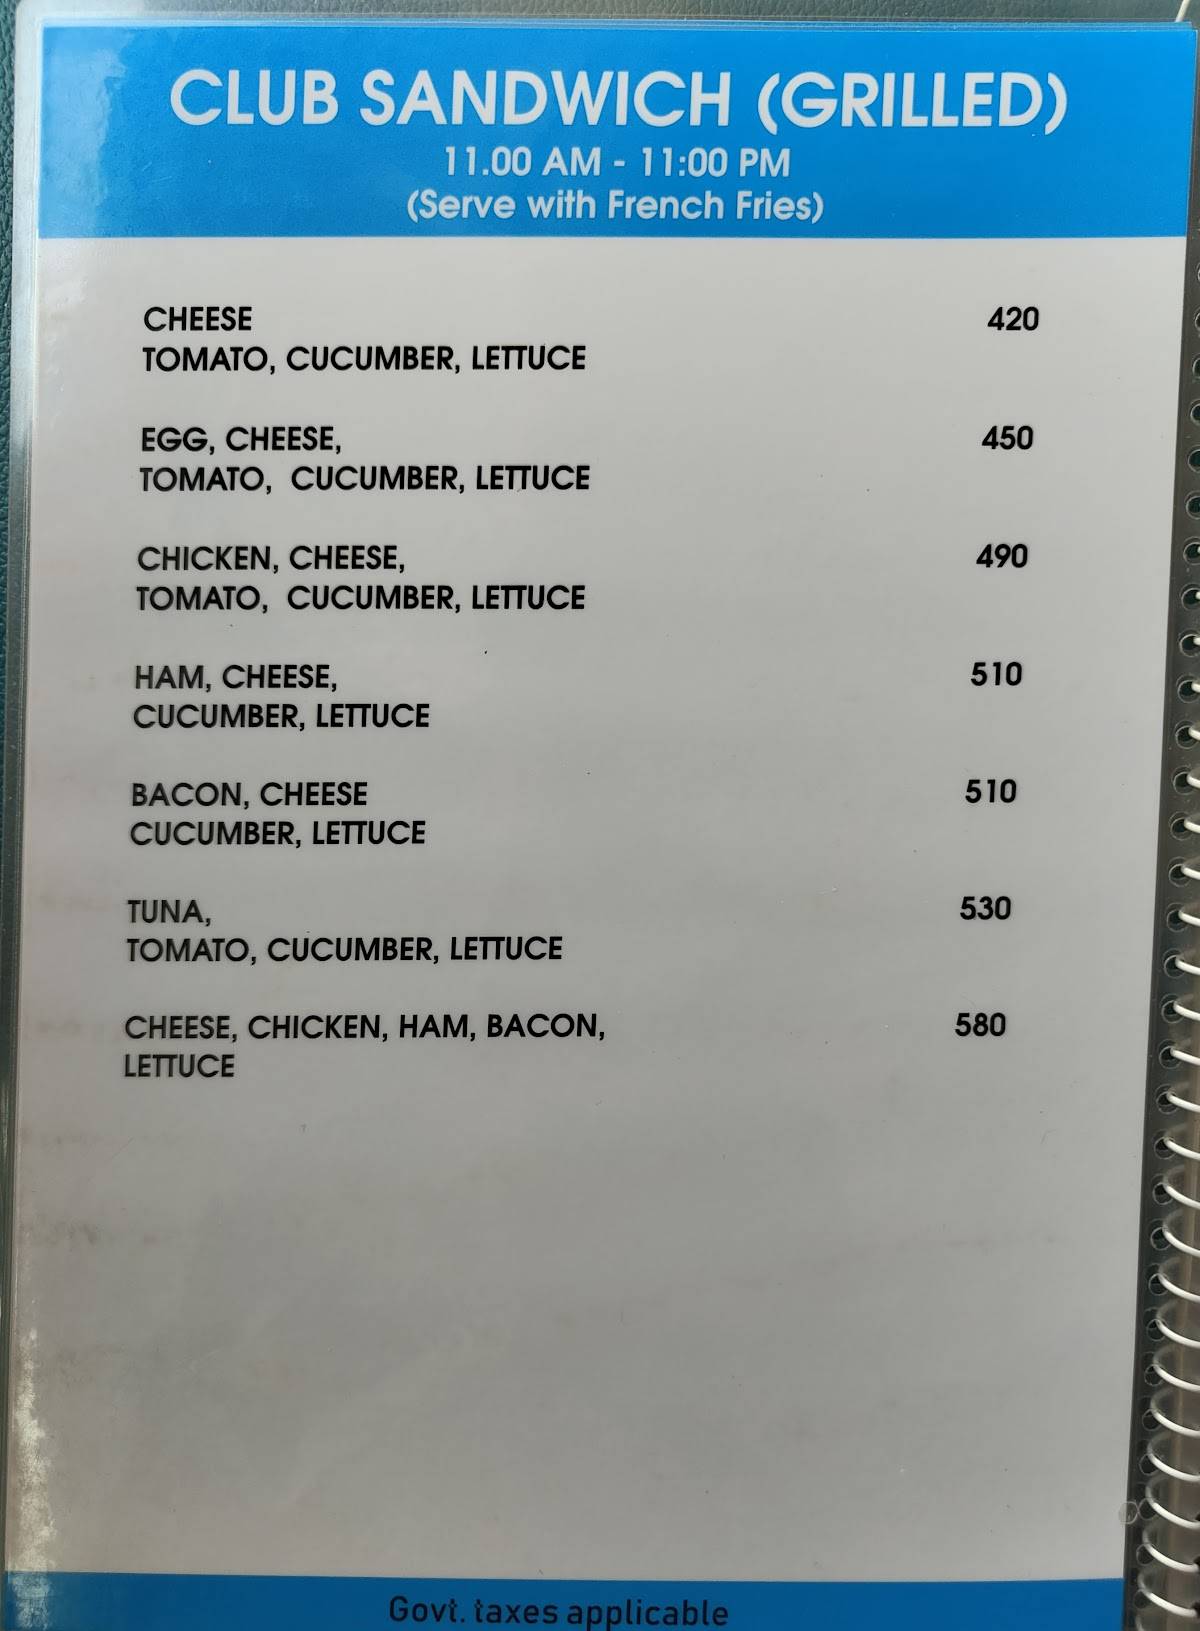 CLUB SANDWICH (GRILLED)
11.00 AM - 11:00 PM
(Serve with French Fries)
CHEESE 420
TOMATO, CUCUMBER, LETTUCE
EGG, CHEESE, 450
TOMATO, CUCUMBER, LETTUCE
CHICKEN, CHEESE, 490
TOMATO, CUCUMBER, LETTUCE
HAM, CHEESE, 510
CUCUMBER, LETTUCE
BACON, CHEESE 510
CUCUMBER, LETTUCE
TUNA, 530
TOMATO, CUCUMBER, LETTUCE
CHEESE, CHICKEN, HAM, BACON, 580
LETTUCE
Govt. taxes applicable